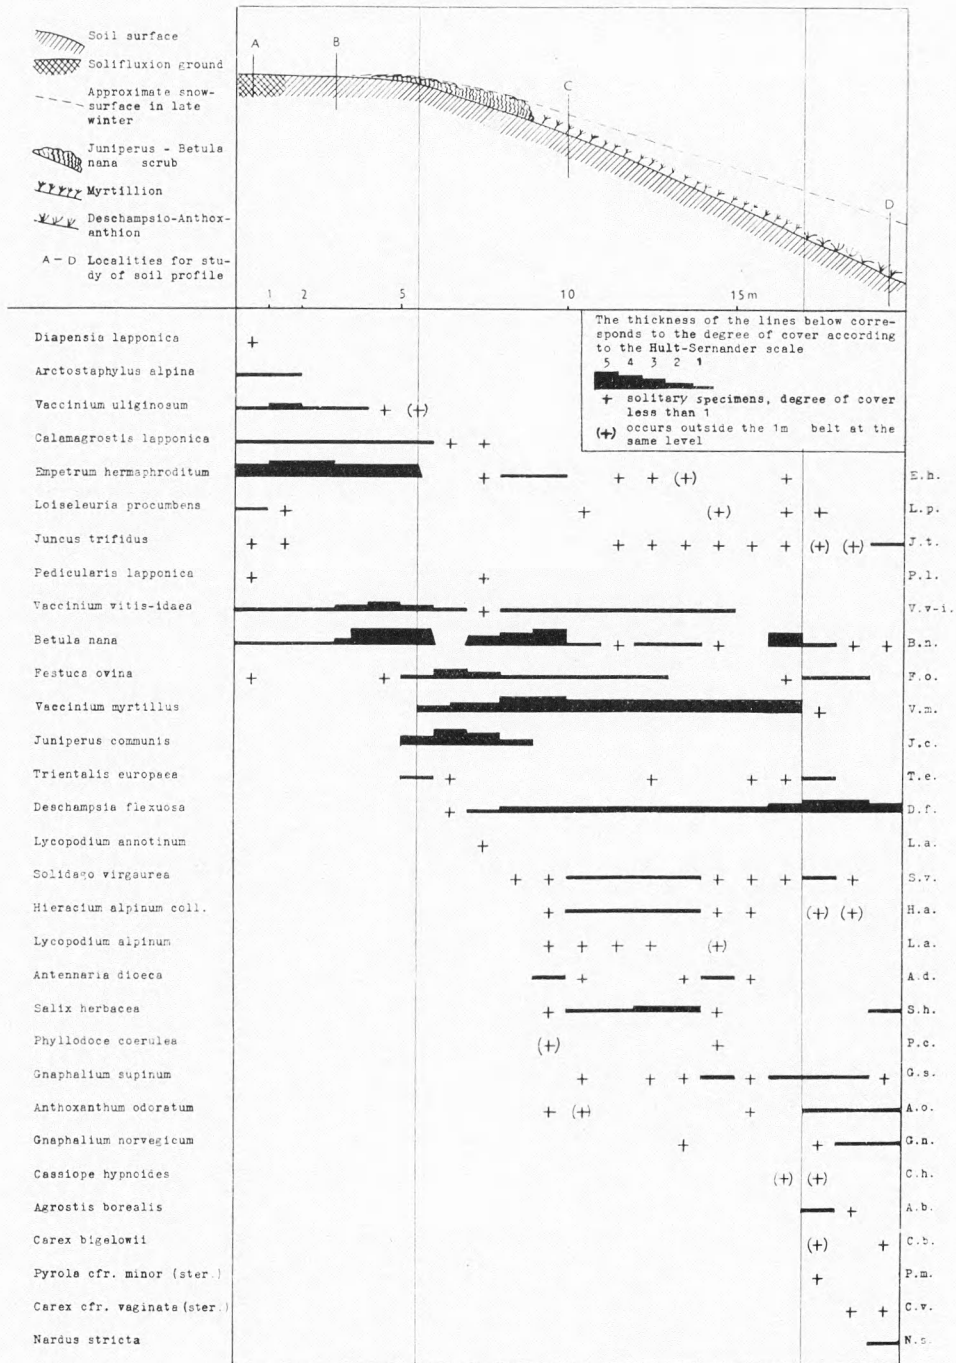 Soil surface
Solifluxion ground
Approximate snow-
surface in late
winter
Juniperus - Betula
nana scrub
Myrtillion
Deschampsio-Anthox-
anthion
A - D Localities for stu-
dy of soil profile
A
B
C
D
1 2 5 10 15 m
The thickness of the lines below corre-
sponds to the degree of cover according
to the Hult-Sernander scale
5 4 3 2 1
+ solitary specimens, degree of cover
less than 1
(+) occurs outside the 1m belt at the
same level
Diapensia lapponica +
Arctostaphylus alpina
Vaccinium uliginosum + (+)
Calamagrostis lapponica + +
Empetrum hermaphroditum + + + (+) + E.h.
Loiseleuria procumbens + + (+) + + L.p.
Juncus trifidus + + + + + + + + (+) (+) J.t.
Pedicularis lapponica + + P.l.
Vaccinium vitis-idaea + V.v-i.
Betula nana + + + + B.n.
Festuca ovina + + + F.o.
Vaccinium myrtillus + V.m.
Juniperus communis J.c.
Trientalis europaea + + + + T.e.
Deschampsia flexuosa + D.f.
Lycopodium annotinum + L.a.
Solidago virgaurea + + + + + + S.v.
Hieracium alpinum coll. + + + (+) (+) H.a.
Lycopodium alpinum + + + + (+) L.a.
Antennaria dioeca + + + A.d.
Salix herbacea + + S.h.
Phyllodoce coerulea (+) + P.c.
Gnaphalium supinum + + + + + G.s.
Anthoxanthum odoratum + (+) + A.o.
Gnaphalium norvegicum + + G.n.
Cassiope hypnoides (+) (+) C.h.
Agrostis borealis + A.b.
Carex bigelowii (+) + C.b.
Pyrola cfr. minor (ster.) + P.m.
Carex cfr. vaginata (ster.) + + C.v.
Nardus stricta N.s.